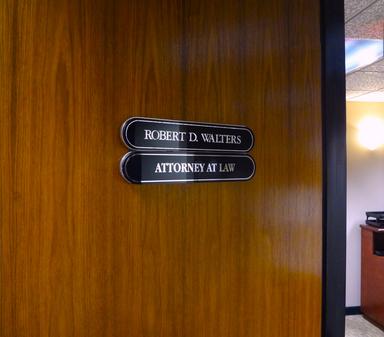 ROBERT D. WALTERS
ATTORNEY AT LAW